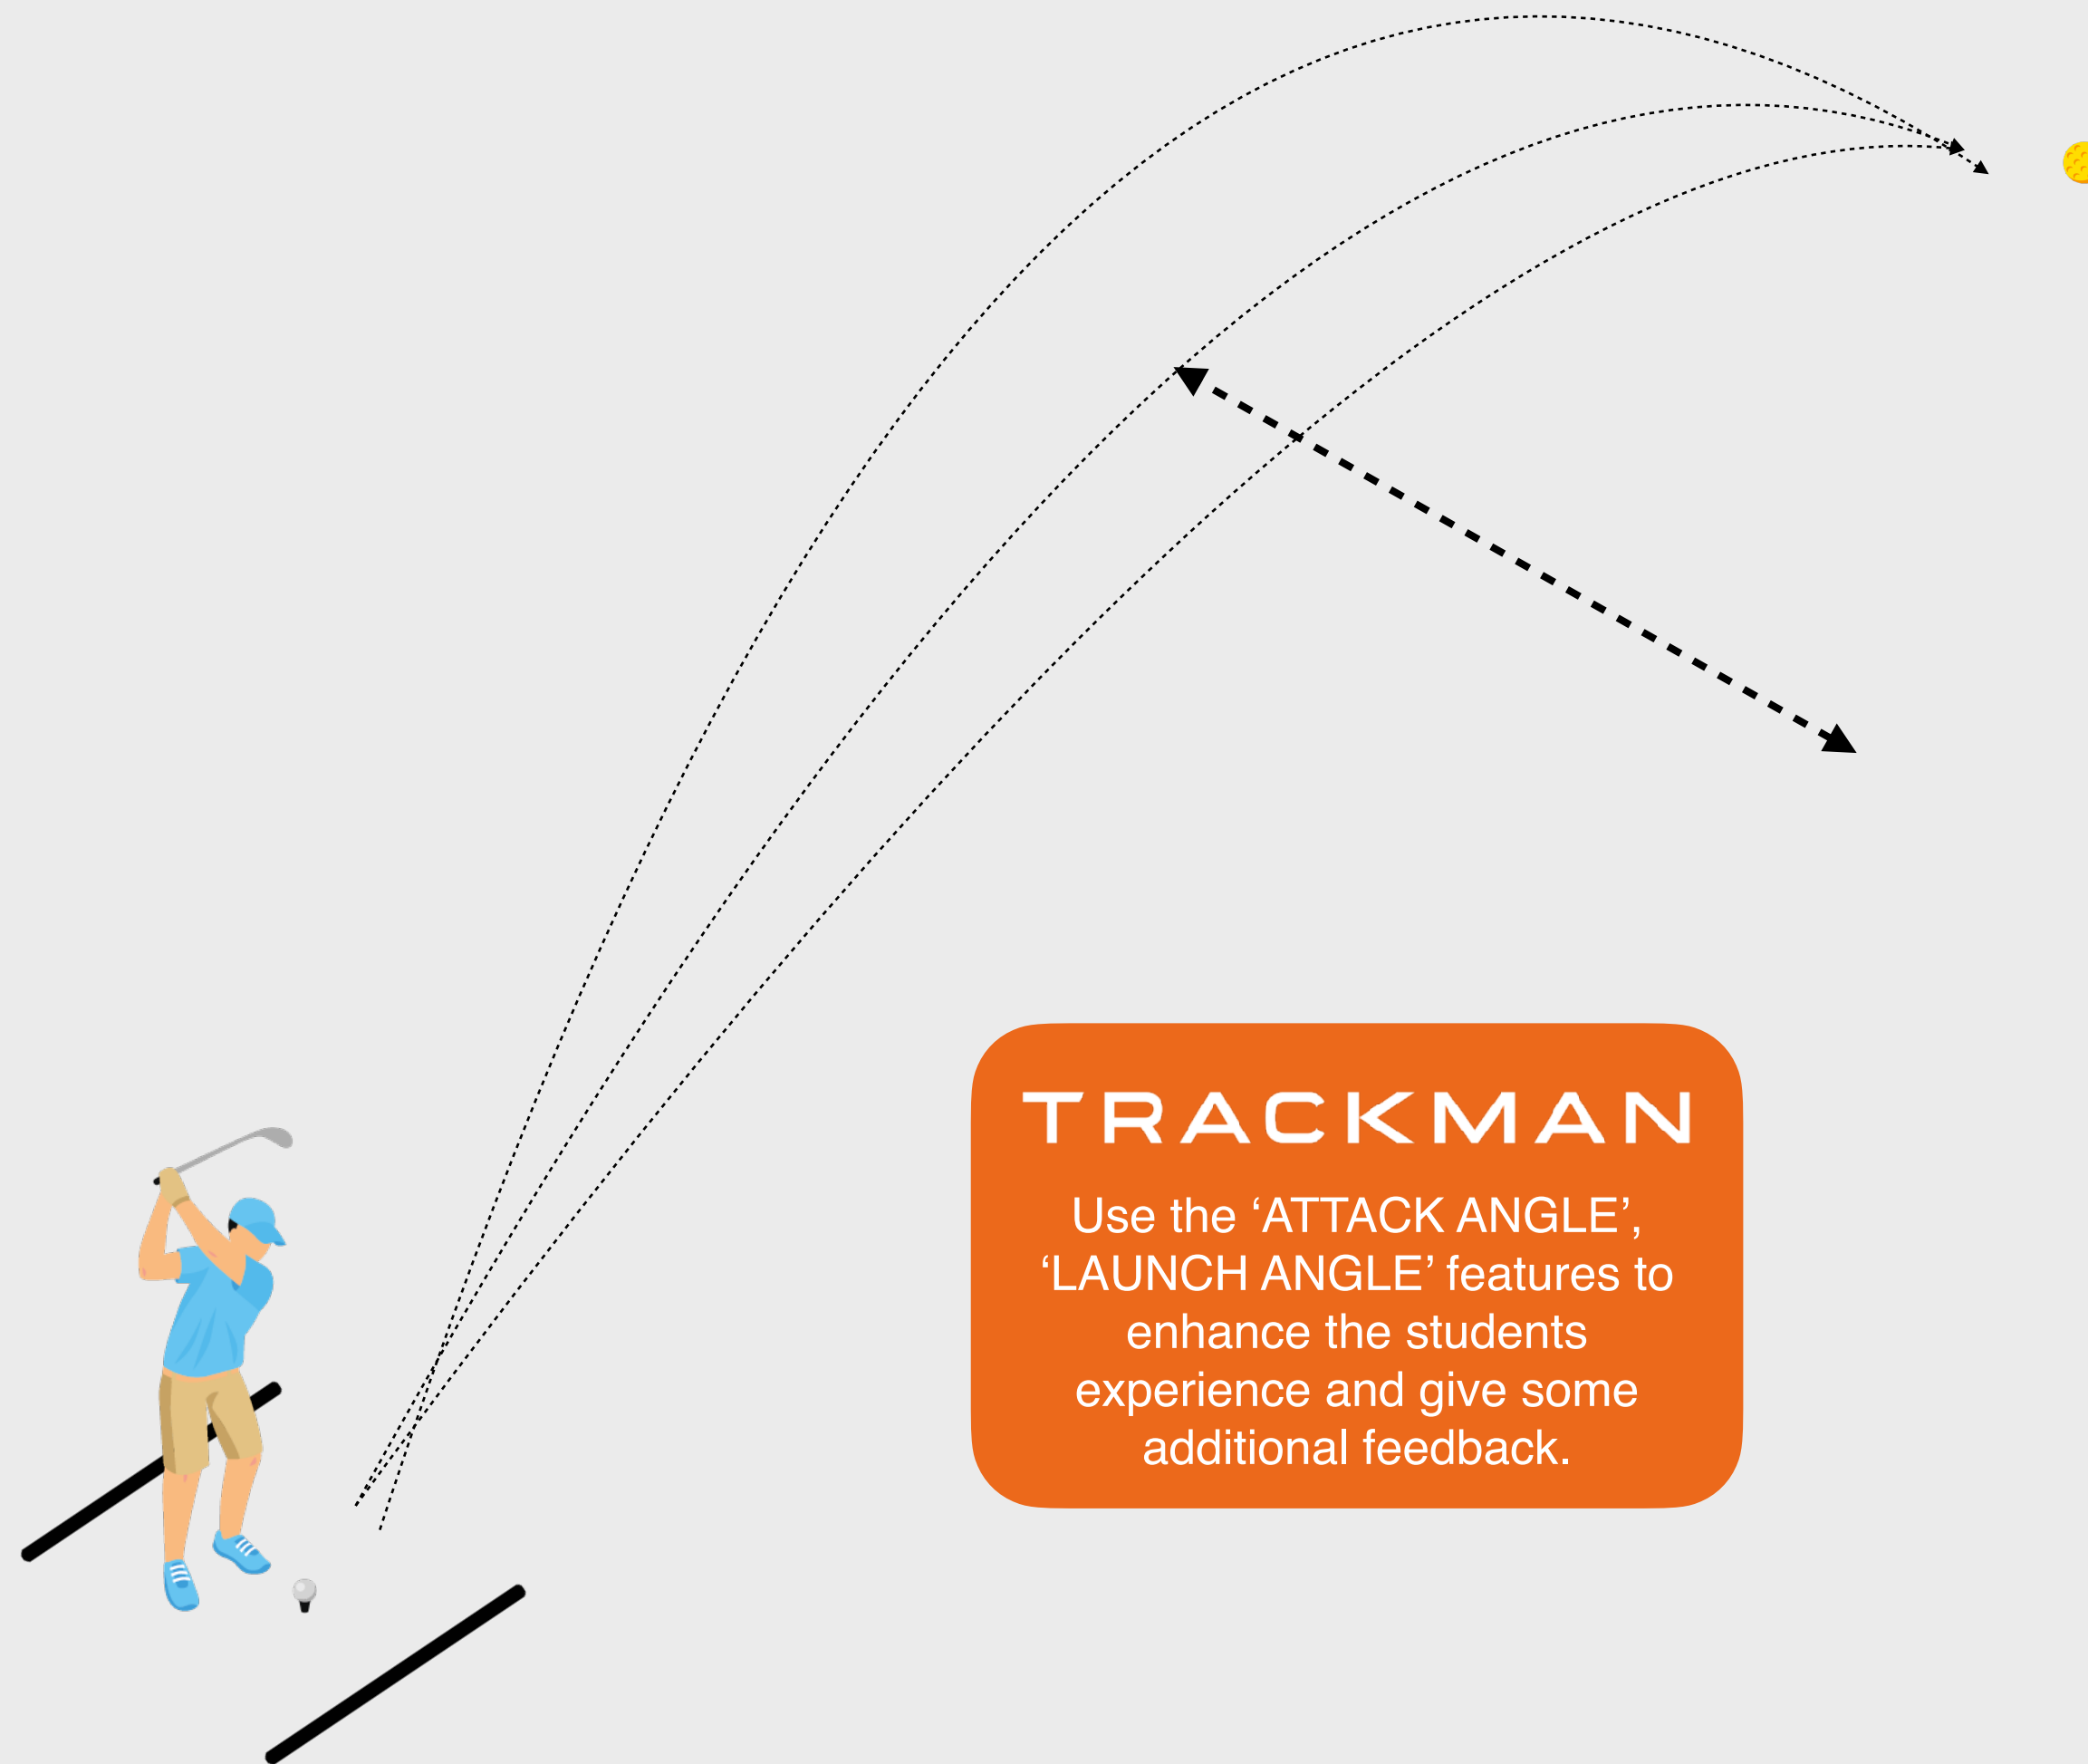 TRACKMAN
Use the ‘ATTACK ANGLE’,
‘LAUNCH ANGLE’ features to
enhance the students
experience and give some
additional feedback.